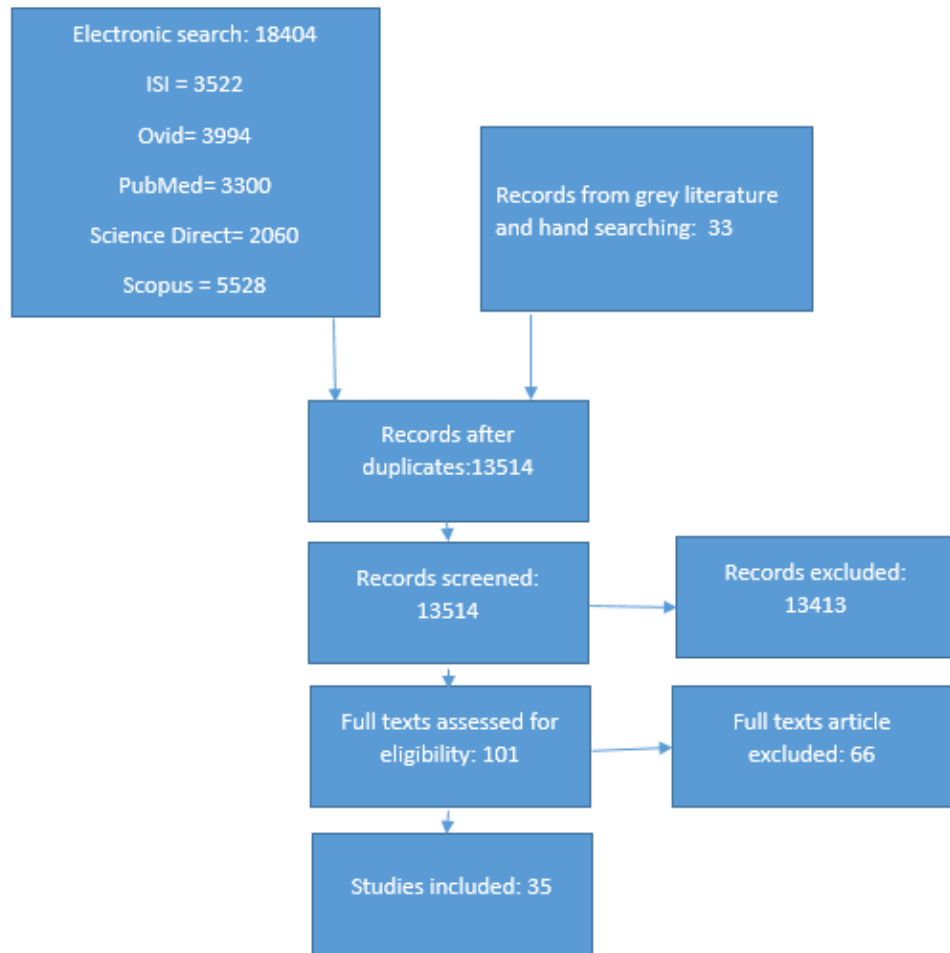 Electronic search: 18404
ISI = 3522
Ovid= 3994
PubMed= 3300
Science Direct= 2060
Scopus = 5528
Records from grey literature
and hand searching:  33
Records after
duplicates:13514
Records screened:
13514
Records excluded:
13413
Full texts assessed for
eligibility: 101
Full texts article
excluded: 66
Studies included: 35